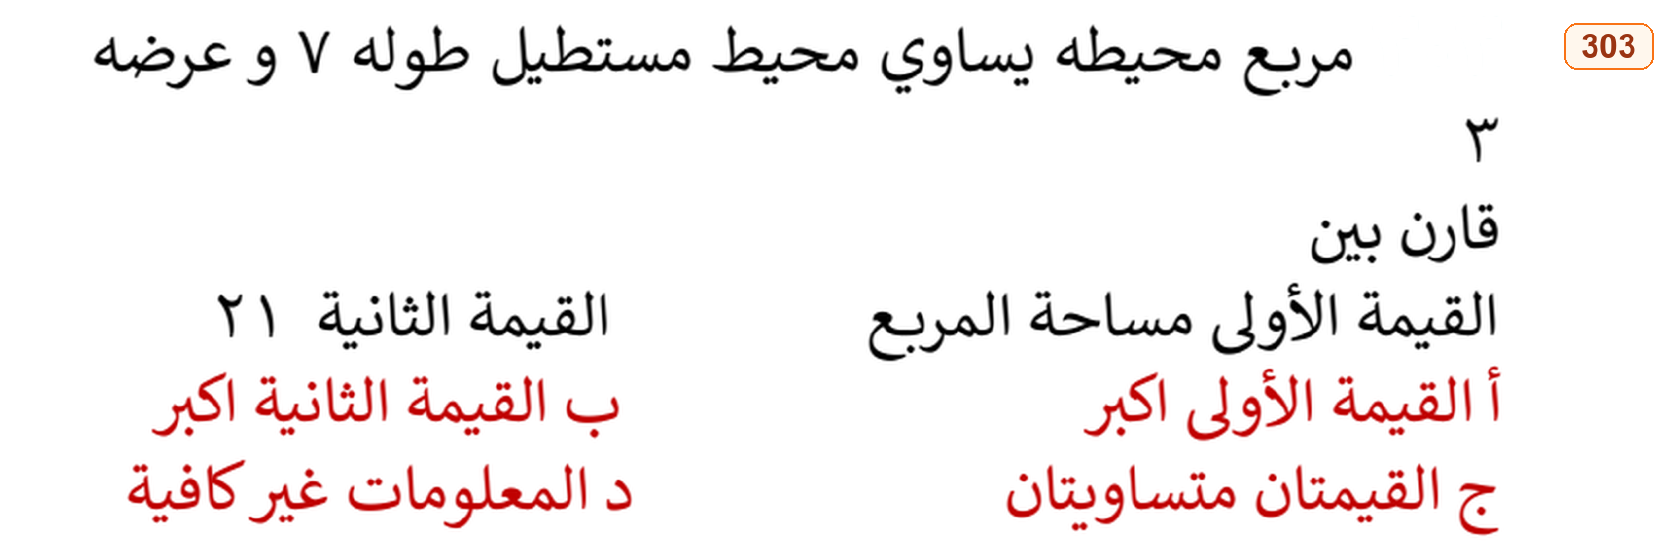 303
مربع محيطه يساوي محيط مستطيل طوله ٧ و عرضه
٣
قارن بين
القيمة الأولى مساحة المربع القيمة الثانية ٢١
أ القيمة الأولى اكبر ب القيمة الثانية اكبر
ج القيمتان متساويتان د المعلومات غير كافية